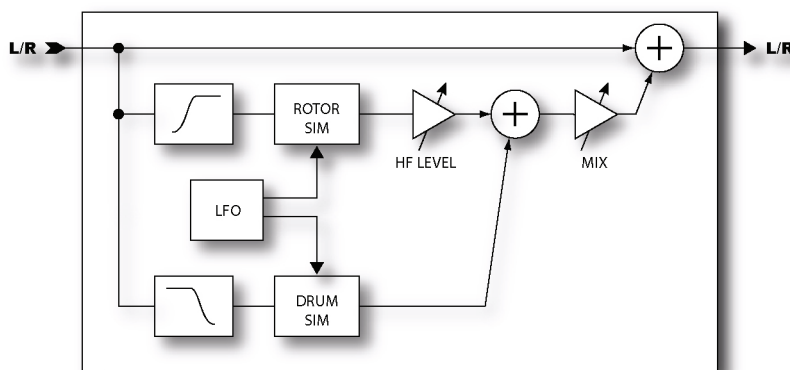 L/R
L/R
ROTOR
SIM
HF LEVEL
MIX
LFO
DRUM
SIM